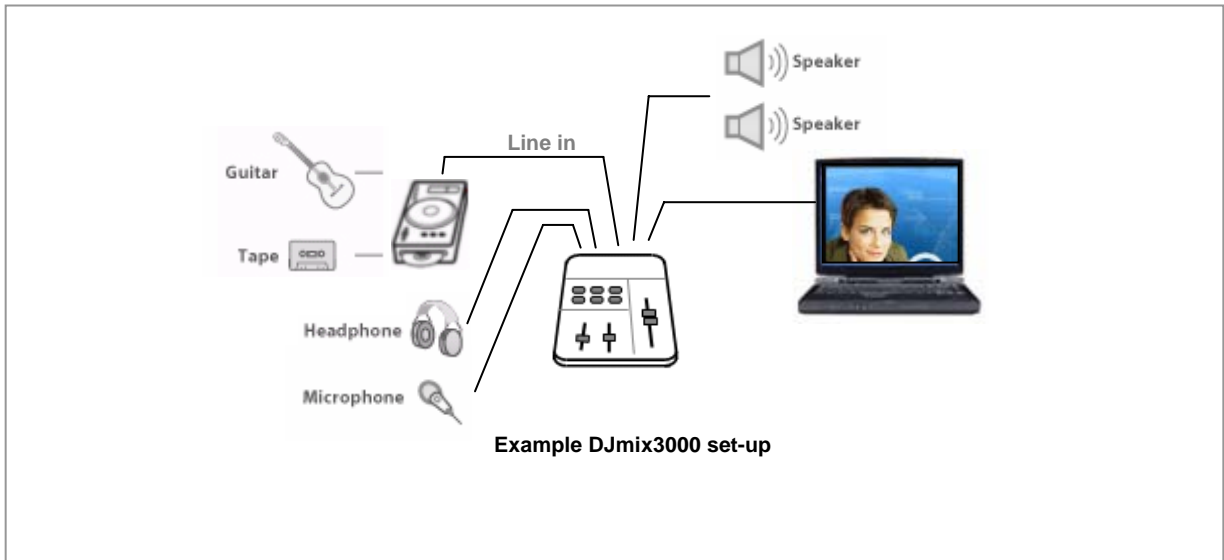 Speaker
Speaker
Line in
Guitar
Tape
Headphone
Microphone
Example DJmix3000 set-up